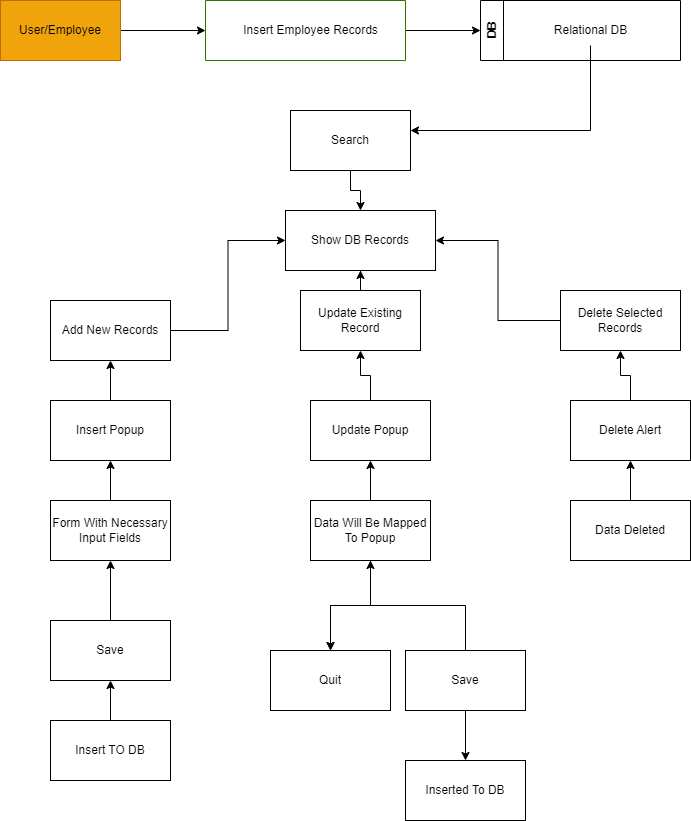 User/Employee
Insert Employee Records
DB
Relational DB
Search
Show DB Records
Add New Records
Update Existing
Record
Delete Selected
Records
Insert Popup
Update Popup
Delete Alert
Form With Necessary
Input Fields
Data Will Be Mapped
To Popup
Data Deleted
Save
Quit
Save
Insert TO DB
Inserted To DB